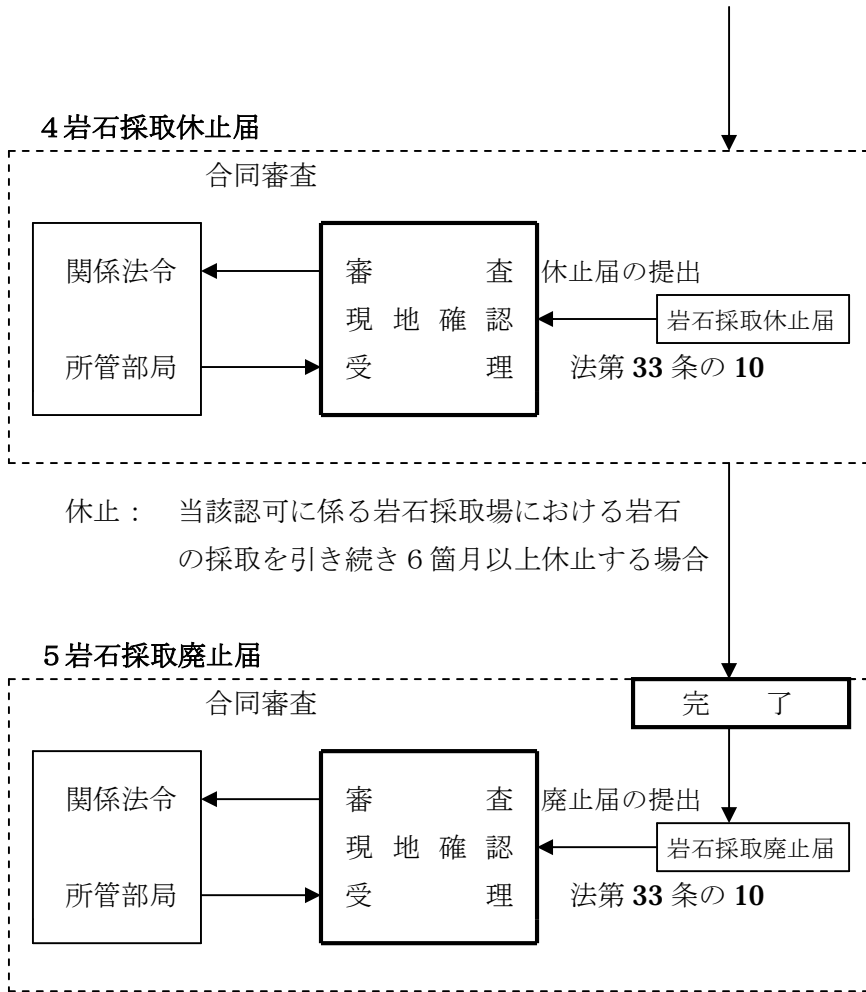 ４岩石採取休止届
合同審査
関係法令
所管部局
審査
現地確認
受理
休止届の提出
岩石採取休止届
法第 33 条の 10
休止： 当該認可に係る岩石採取場における岩石
の採取を引き続き６箇月以上休止する場合
５岩石採取廃止届
合同審査
完了
関係法令
所管部局
審査
現地確認
受理
廃止届の提出
岩石採取廃止届
法第 33 条の 10